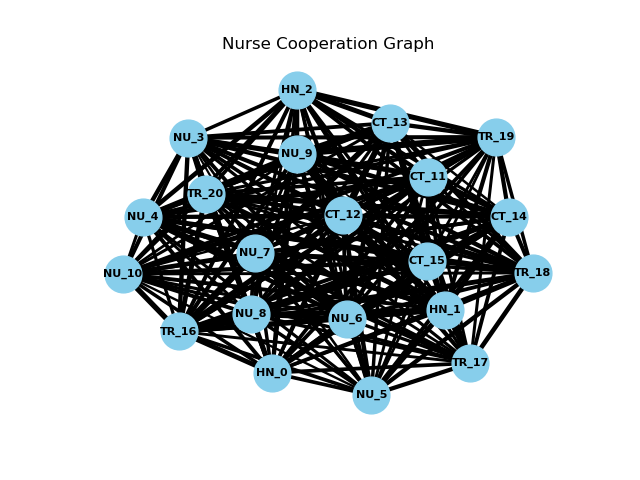 Nurse Cooperation Graph
HN_2
CT_13
NU_3
TR_19
NU_9
CT_11
TR_20
NU_4
CT_12
CT_14
NU_7
CT_15
NU_10
TR_18
HN_1
NU_8
NU_6
TR_16
TR_17
HN_0
NU_5